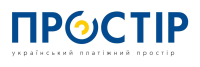 ПРОСТІР
український платіжний простір